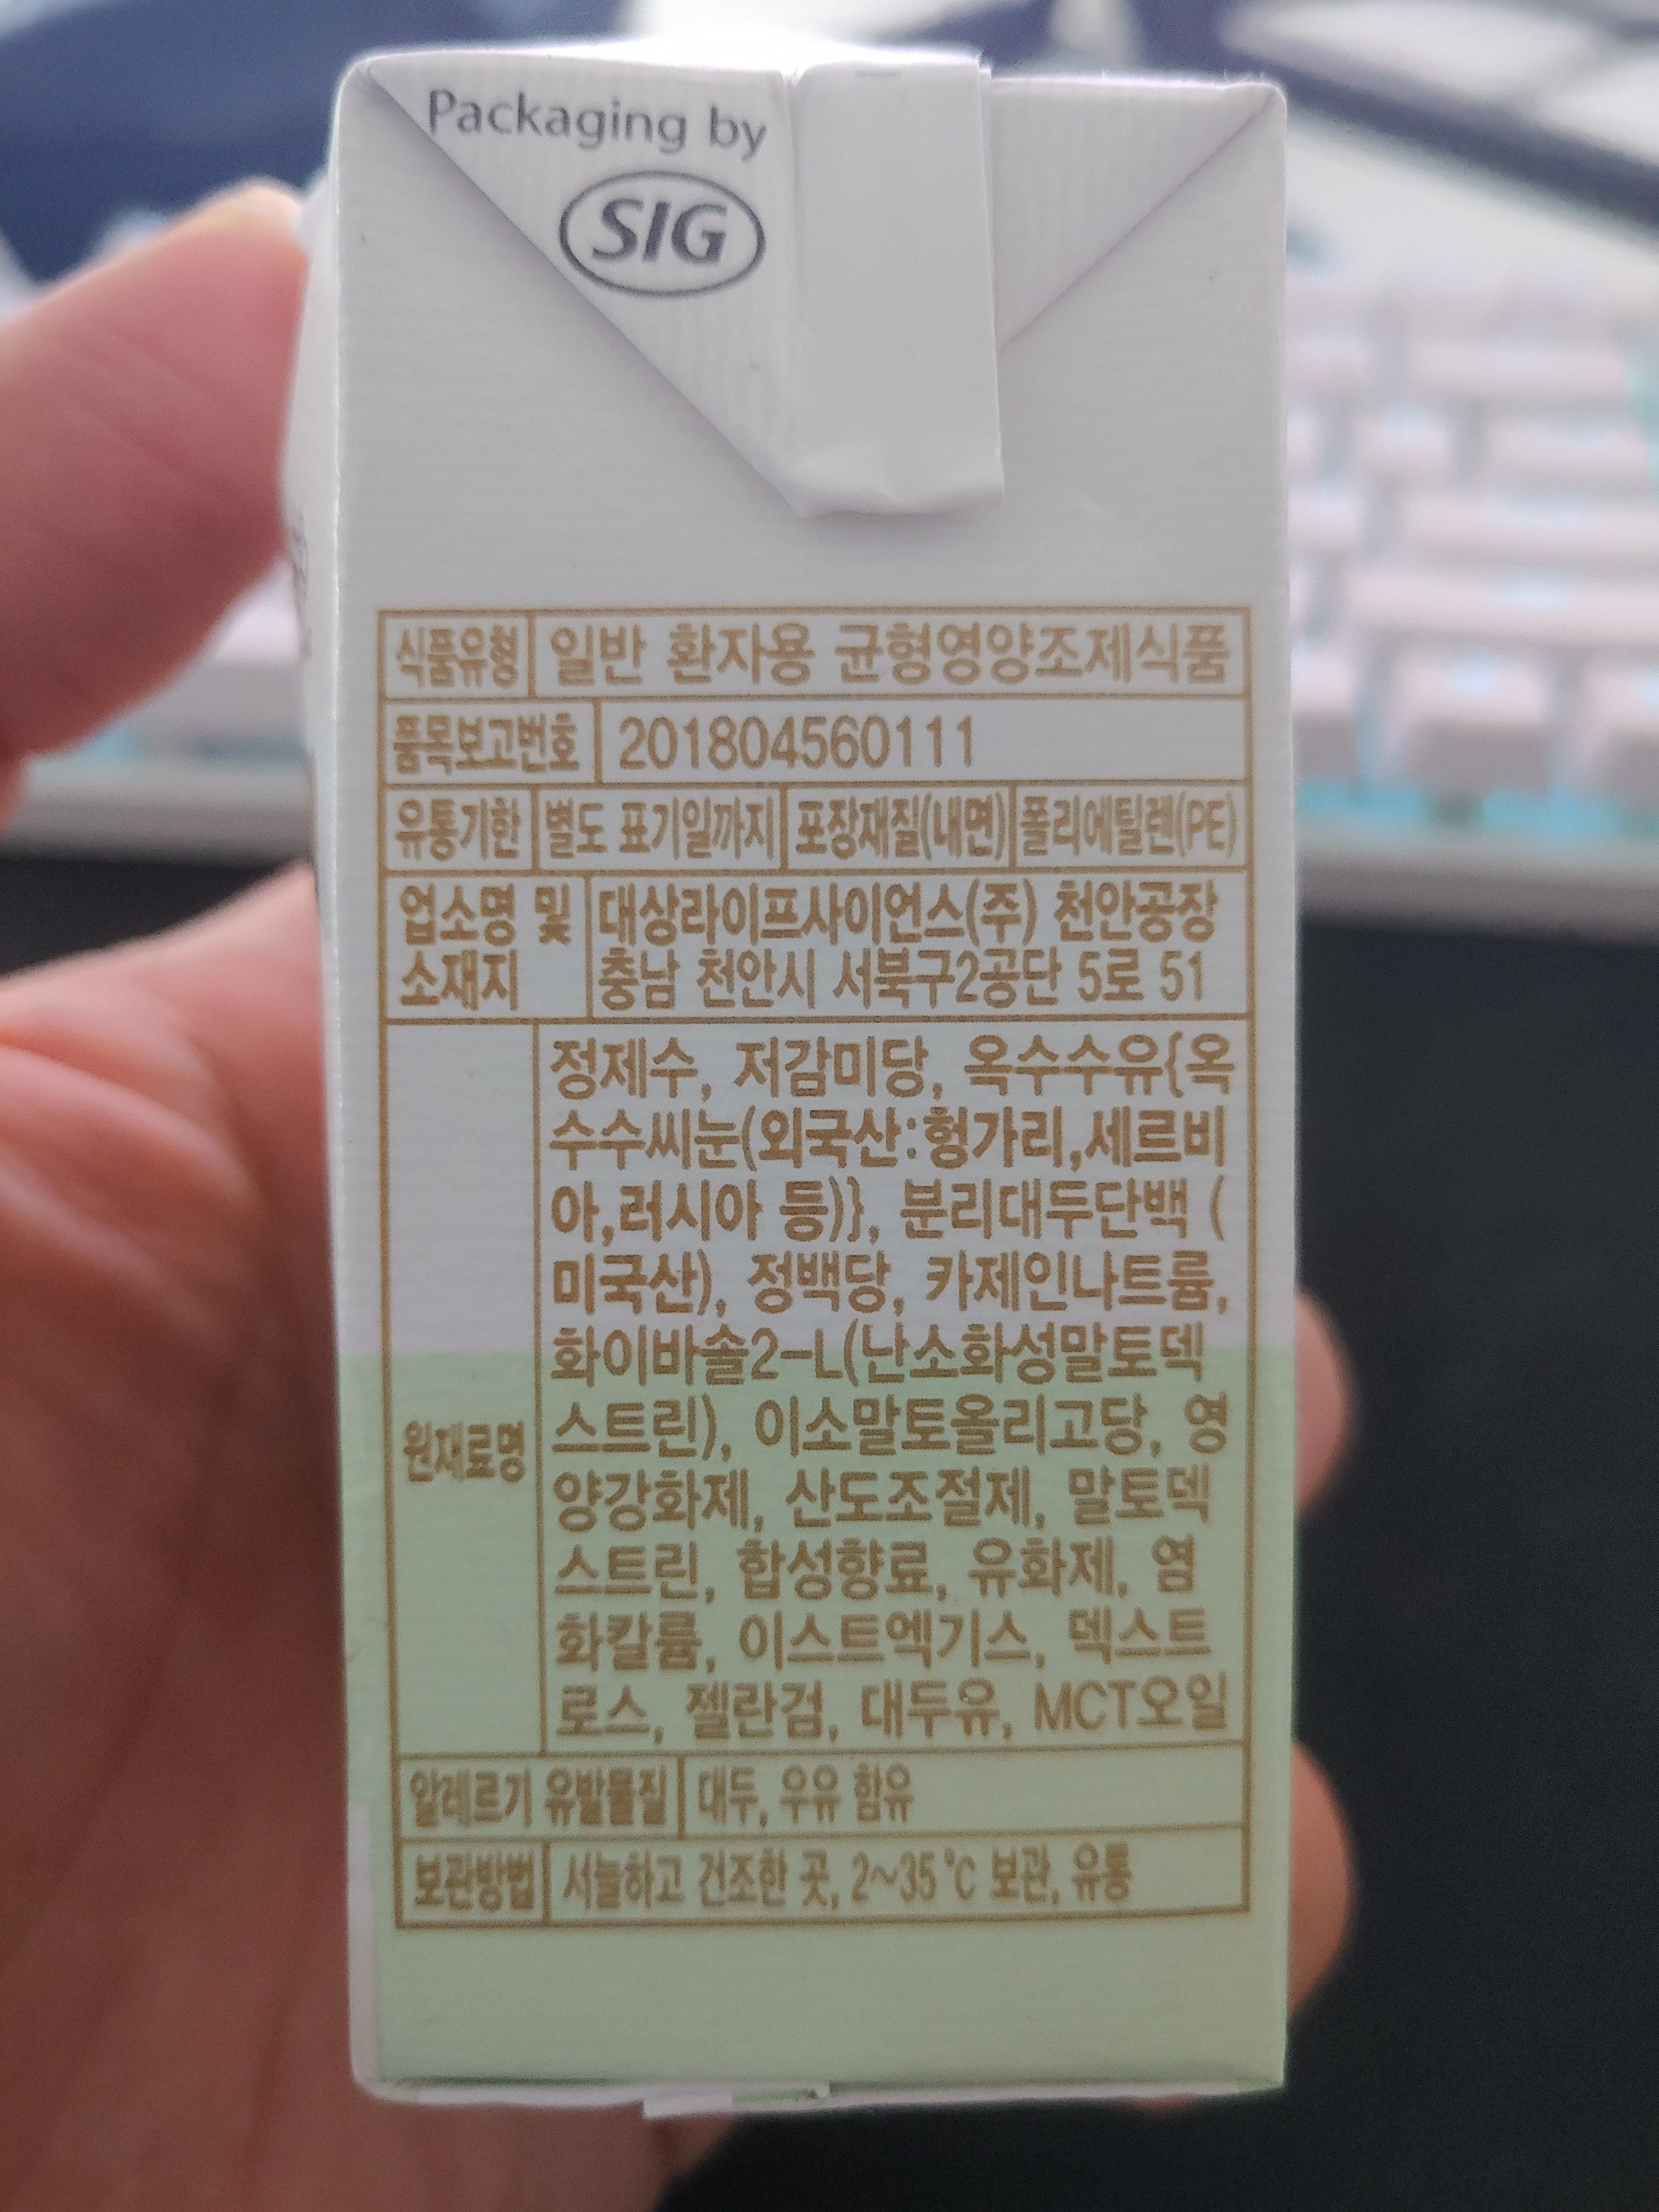 Packaging by
SIG
식품유형 일반 환자용 균형영양조제식품
품목보고번호 201804560111
유통기한 별도 표기일까지 포장재질(내면) 폴리에틸렌(PE)
업소명 및 대상라이프사이언스(주) 천안공장
소재지 충남 천안시 서북구2공단 5로 51
원재료명
정제수, 저감미당, 옥수수유{옥
수수씨눈(외국산:헝가리,세르비
아,러시아 등)}, 분리대두단백 (
미국산), 정백당, 카제인나트륨,
화이바솔2-L(난소화성말토덱
스트린), 이소말토올리고당, 영
양강화제, 산도조절제, 말토덱
스트린, 합성향료, 유화제, 염
화칼륨, 이스트엑기스, 덱스트
로스, 젤란검, 대두유, MCT오일
알레르기 유발물질 대두, 우유 함유
보관방법 서늘하고 건조한 곳, 2~35℃ 보관, 유통